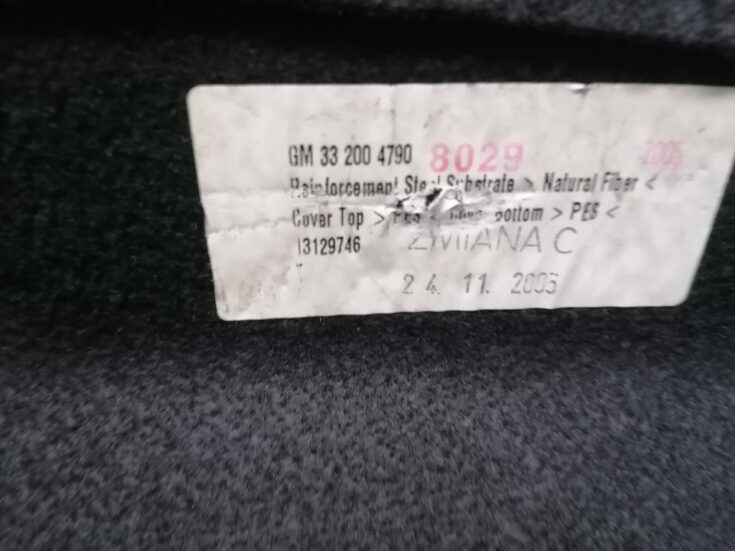 GM 33 200 4790 8029 2005
Reinforcement Steel Substrate > Natural Fiber <
Cover Top > PES < bottom > PES <
13129746 ZMIANA C
24. 11. 2005